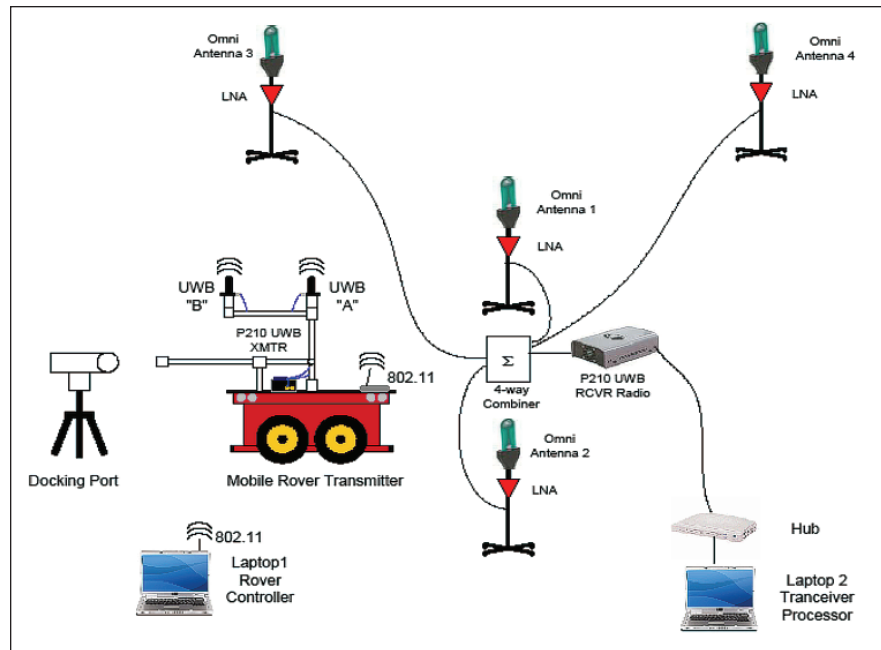 Omni
Antenna 3
LNA
Omni
Antenna 4
LNA
Omni
Antenna 1
LNA
UWB
"B"
UWB
"A"
P210 UWB
XMTR
802.11
Σ
4-way
Combiner
P210 UWB
RCVR Radio
Docking Port
Mobile Rover Transmitter
Omni
Antenna 2
LNA
802.11
Laptop1
Rover
Controller
Hub
Laptop 2
Tranceiver
Processor